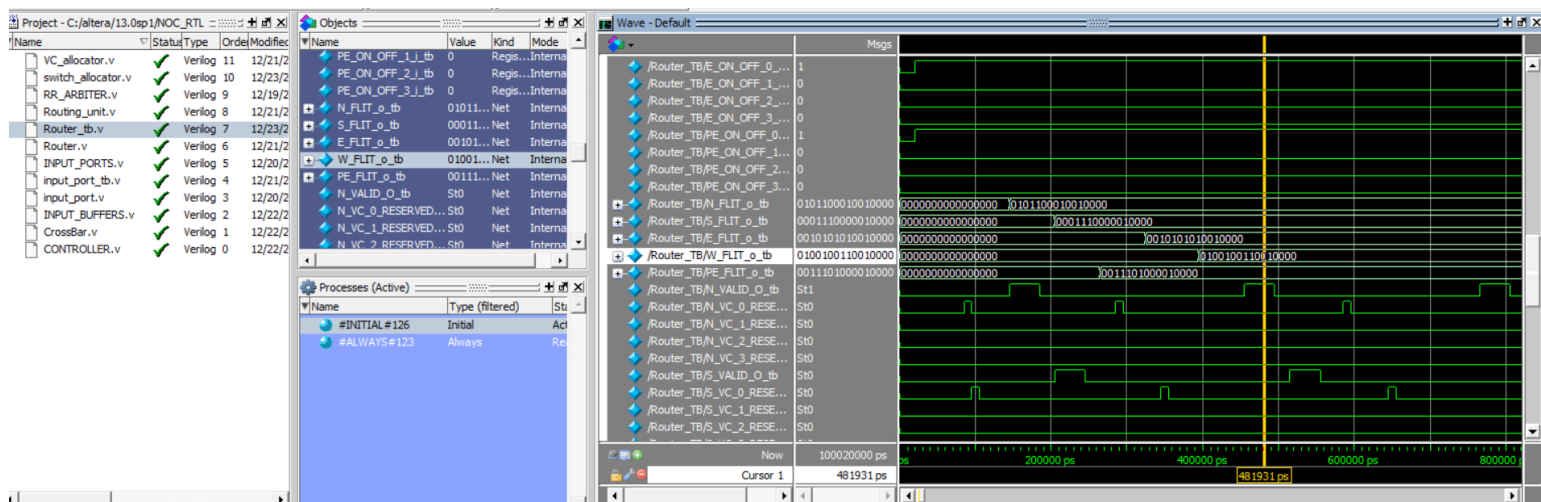 Project - C:/altera/13.0sp1/NOC_RTL
Name Status Type Order Modified
VC_allocator.v Verilog 11 12/21/2
switch_allocator.v Verilog 10 12/23/2
RR_ARBITER.v Verilog 9 12/19/2
Routing_unit.v Verilog 8 12/21/2
Router_tb.v Verilog 7 12/23/2
Router.v Verilog 6 12/21/2
INPUT_PORTS.v Verilog 5 12/20/2
input_port_tb.v Verilog 4 12/21/2
input_port.v Verilog 3 12/20/2
INPUT_BUFFERS.v Verilog 2 12/22/2
CrossBar.v Verilog 1 12/22/2
CONTROLLER.v Verilog 0 12/22/2
Objects
Name Value Kind Mode
PE_ON_OFF_1_i_tb 0 Regis... Interna
PE_ON_OFF_2_i_tb 0 Regis... Interna
PE_ON_OFF_3_i_tb 0 Regis... Interna
N_FLIT_o_tb 01011... Net Interna
S_FLIT_o_tb 00011... Net Interna
E_FLIT_o_tb 00101... Net Interna
W_FLIT_o_tb 01001... Net Interna
PE_FLIT_o_tb 00111... Net Interna
N_VALID_O_tb St0 Net Interna
N_VC_0_RESERVED... St0 Net Interna
N_VC_1_RESERVED... St0 Net Interna
N_VC_2_RESERVED... St0 Net Interna
Processes (Active)
Name Type (filtered) Sta
#INITIAL#126 Initial Act
#ALWAYS#123 Always Re
Wave - Default
Msgs
/Router_TB/E_ON_OFF_0_... 1
/Router_TB/E_ON_OFF_1_... 0
/Router_TB/E_ON_OFF_2_... 0
/Router_TB/E_ON_OFF_3_... 0
/Router_TB/PE_ON_OFF_0... 1
/Router_TB/PE_ON_OFF_1... 0
/Router_TB/PE_ON_OFF_2... 0
/Router_TB/PE_ON_OFF_3... 0
/Router_TB/N_FLIT_o_tb 0101100010010000 0000000000000000 0101100010010000
/Router_TB/S_FLIT_o_tb 0001110000010000 0000000000000000 0001110000010000
/Router_TB/E_FLIT_o_tb 0010101010010000 0000000000000000 0010101010010000
/Router_TB/W_FLIT_o_tb 0100100110010000 0000000000000000 0100100110010000
/Router_TB/PE_FLIT_o_tb 0011101000010000 0000000000000000 0011101000010000
/Router_TB/N_VALID_O_tb St1
/Router_TB/N_VC_0_RESE... St0
/Router_TB/N_VC_1_RESE... St0
/Router_TB/N_VC_2_RESE... St0
/Router_TB/N_VC_3_RESE... St0
/Router_TB/S_VALID_O_tb St0
/Router_TB/S_VC_0_RESE... St0
/Router_TB/S_VC_1_RESE... St0
/Router_TB/S_VC_2_RESE... St0
Now 100020000 ps ps 200000 ps 400000 ps 600000 ps 800000
Cursor 1 481931 ps 481931 ps